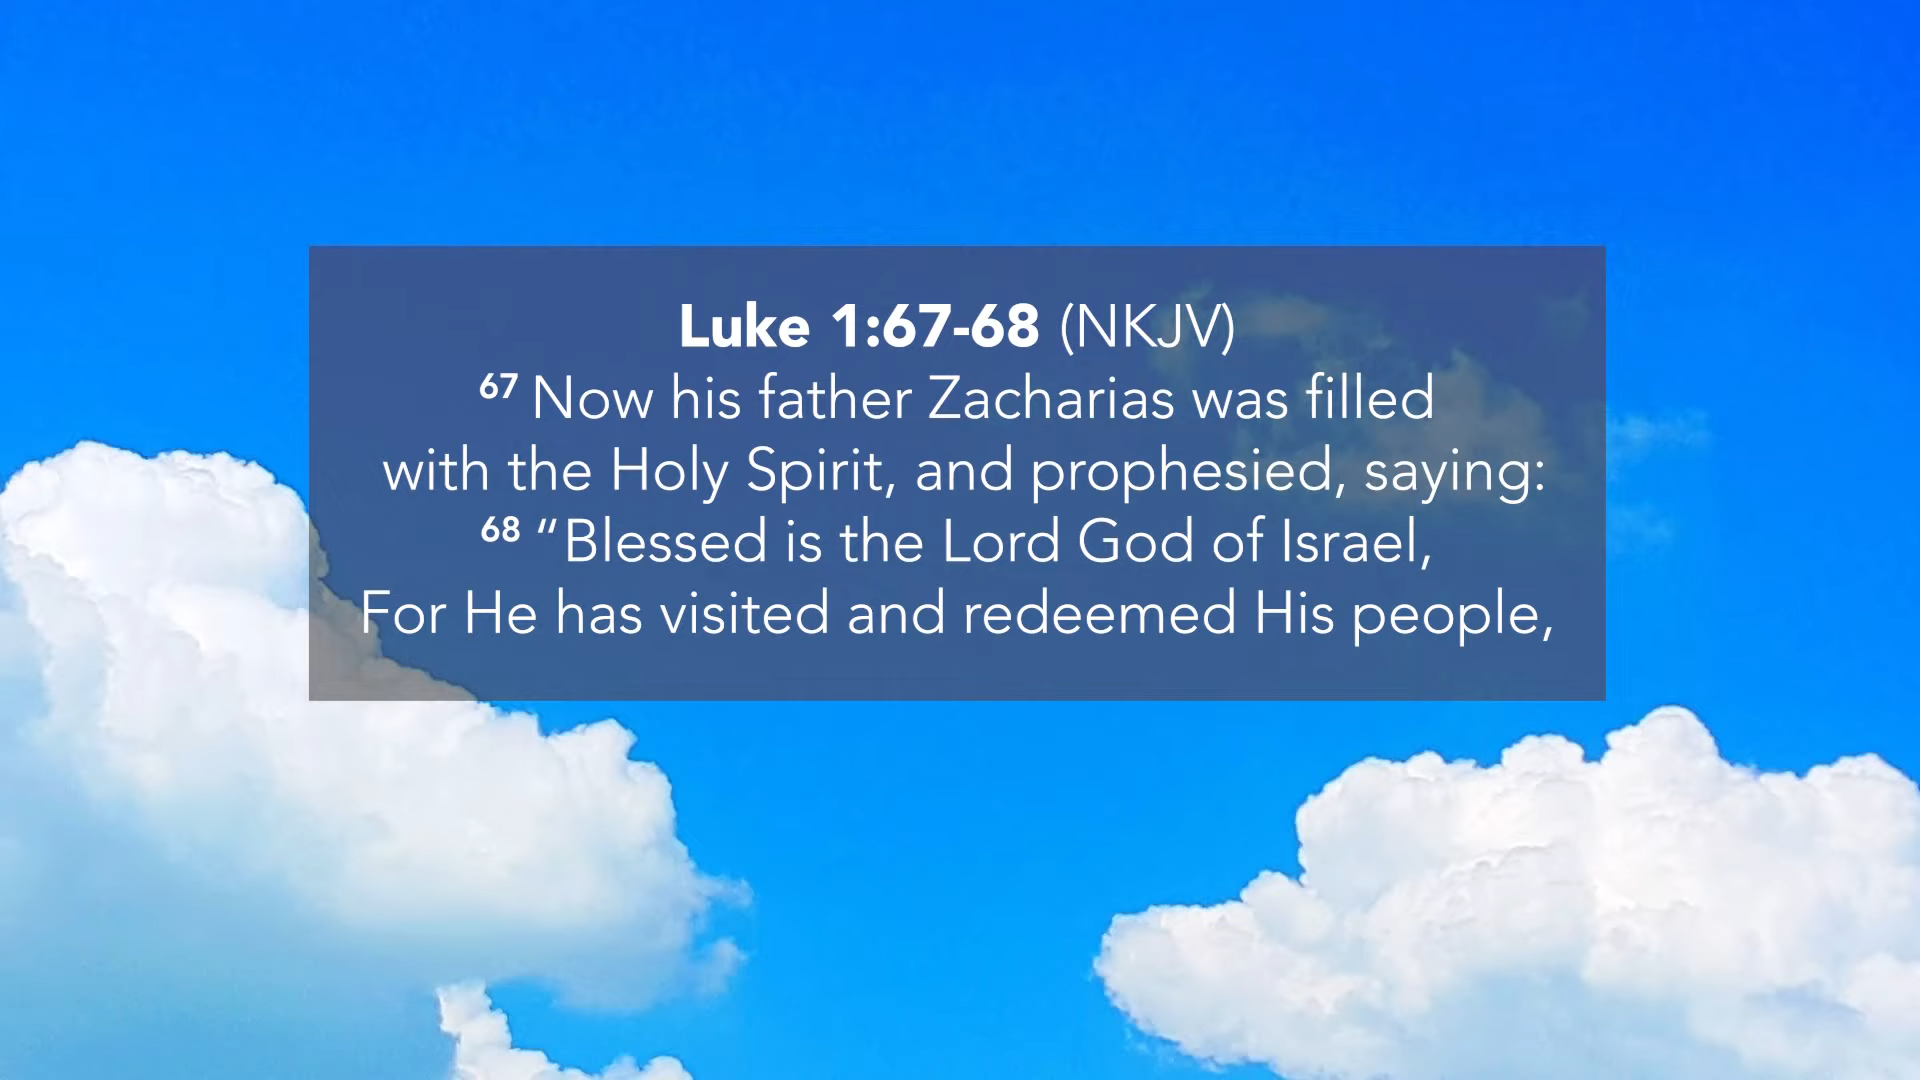 Luke 1:67-68 (NKJV)
67 Now his father Zacharias was filled
with the Holy Spirit, and prophesied, saying:
68 “Blessed is the Lord God of Israel,
For He has visited and redeemed His people,